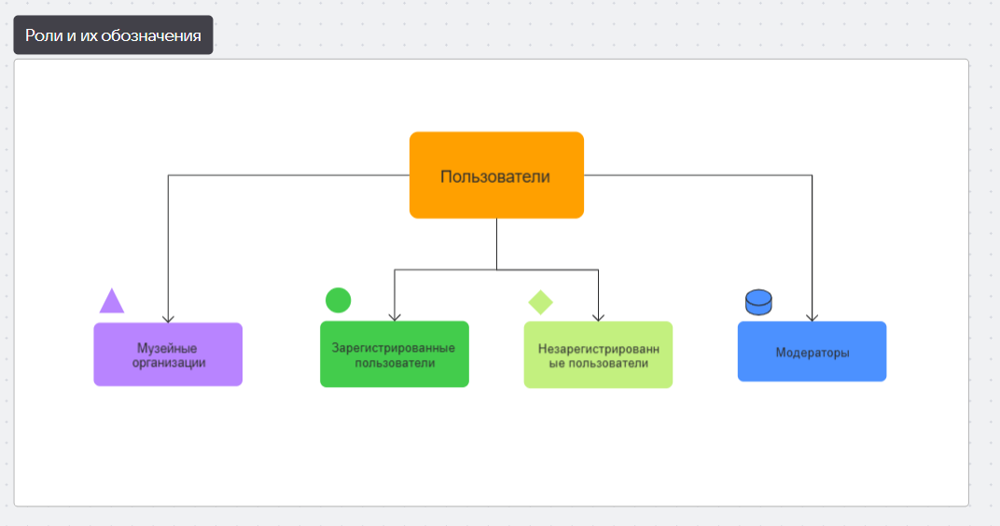 Роли и их обозначения
Пользователи
Музейные
организации
Зарегистрированные
пользователи
Незарегистрированн
ые пользователи
Модераторы